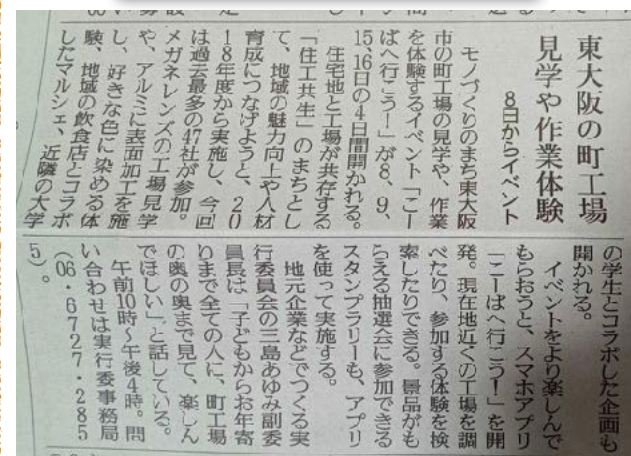 東大阪の町工場
見学や作業体験
8日からイベント
モノづくりのまち東大阪
市の町工場の見学や、作業
を体験するイベント「こー
ばへ行こう!」が8、9、
15、16日の4日間開かれる。
住宅地と工場が共存する
「住工共生」のまちとし
て、地域の魅力向上や人材
育成につなげようと、20
18年度から実施し、今回
は過去最多の47社が参加。
メガネレンズの工場見学
や、アルミに表面加工を施
し、好きな色に染める体
験、地域の飲食店とコラボ
したマルシェ、近隣の大学
の学生とコラボした企画も
開かれる。
イベントをより楽しんで
もらおうと、スマホアプリ
「こーばへ行こう!」を開
発。現在地近くの工場を調
べたり、参加する体験を検
索したりできる。景品がも
らえる抽選会に参加できる
スタンプラリーも、アプリ
を使って実施する。
地元企業などでつくる実
行委員会の三島あゆみ副委
員長は「子どもからお年寄
りまで全ての人に、町工場
の奥の奥まで見て、楽しん
でほしい」と話している。
午前10時〜午後4時。問
い合わせは実行委事務局
(06・6727・285
5)。